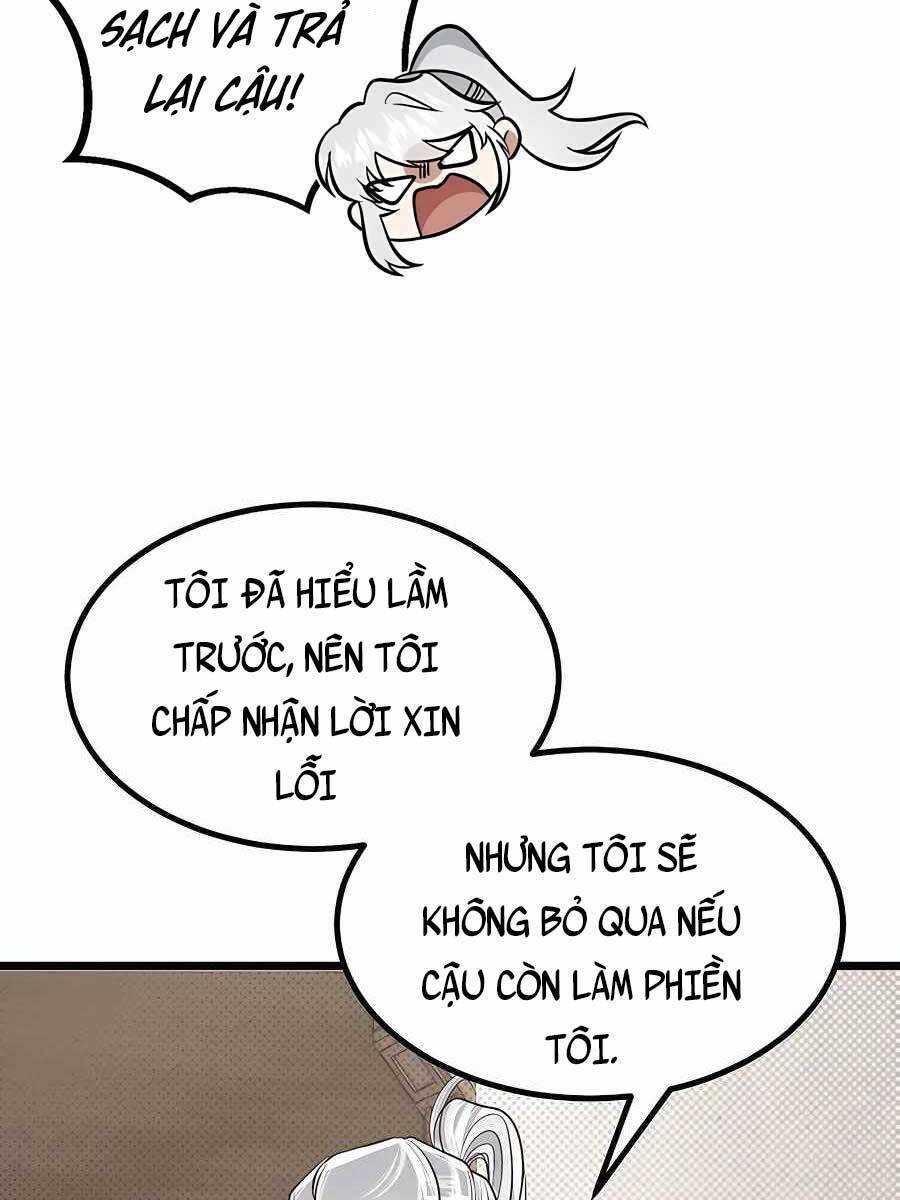 SẠCH VÀ TRẢ
LẠI CẬU!
TÔI ĐÃ HIỂU LẦM
TRƯỚC, NÊN TÔI
CHẤP NHẬN LỜI XIN
LỖI
NHƯNG TÔI SẼ
KHÔNG BỎ QUA NẾU
CẬU CÒN LÀM PHIỀN
TÔI.